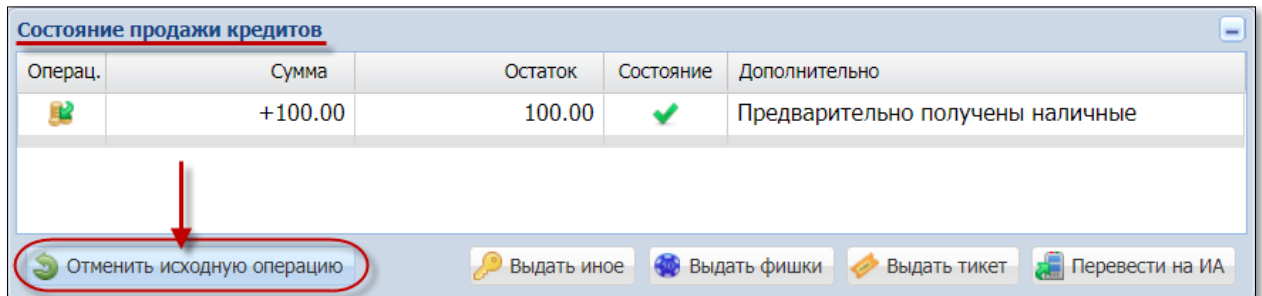 Состояние продажи кредитов
Операц. Сумма Остаток Состояние Дополнительно
+100.00 100.00 Предварительно получены наличные
Отменить исходную операцию Выдать иное Выдать фишки Выдать тикет Перевести на ИА